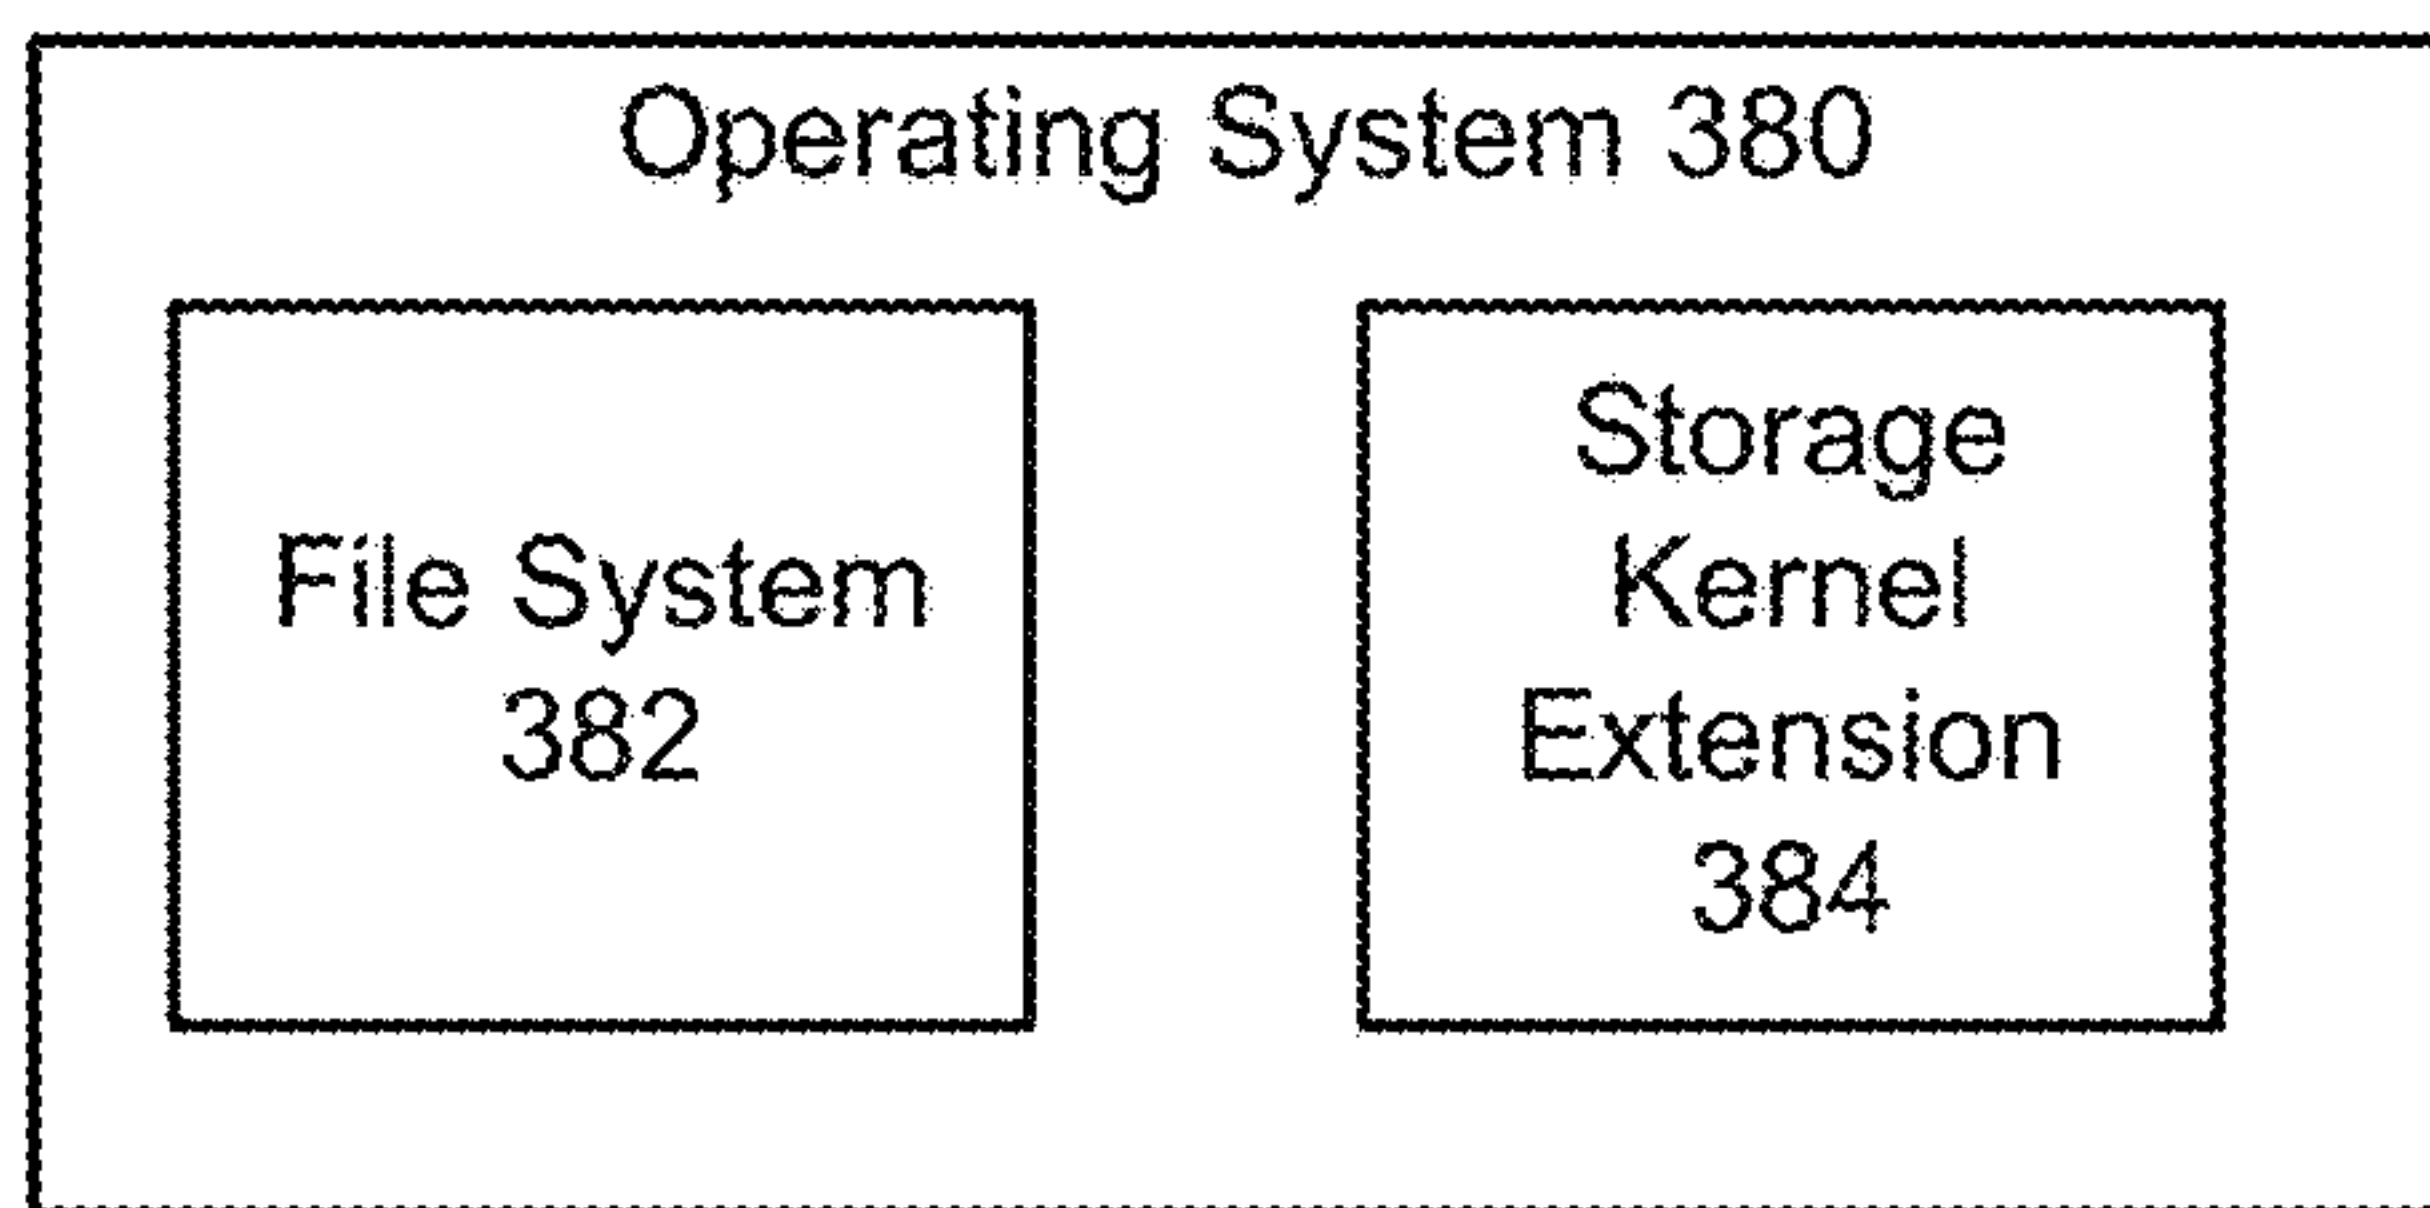 Operating System 380
File System
382
Storage
Kernel
Extension
384